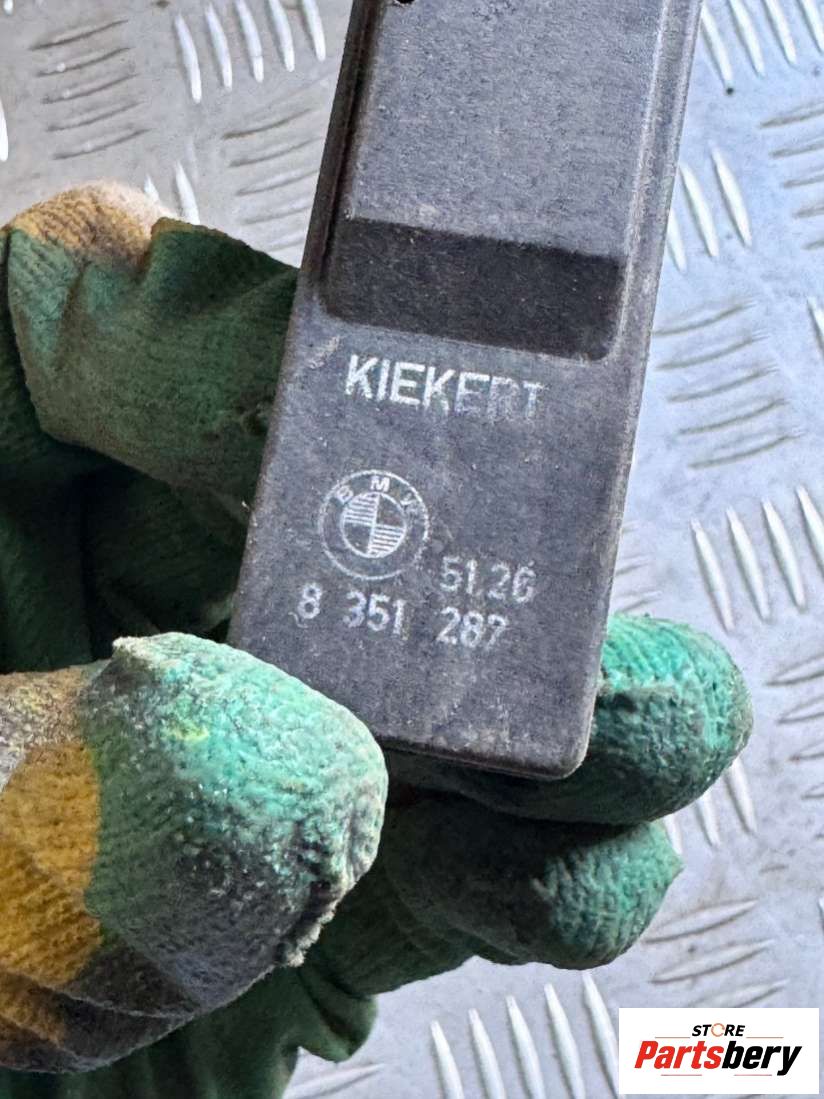 KIEKERT
BMW
51.26
8 351 287
STORE
Partsbery